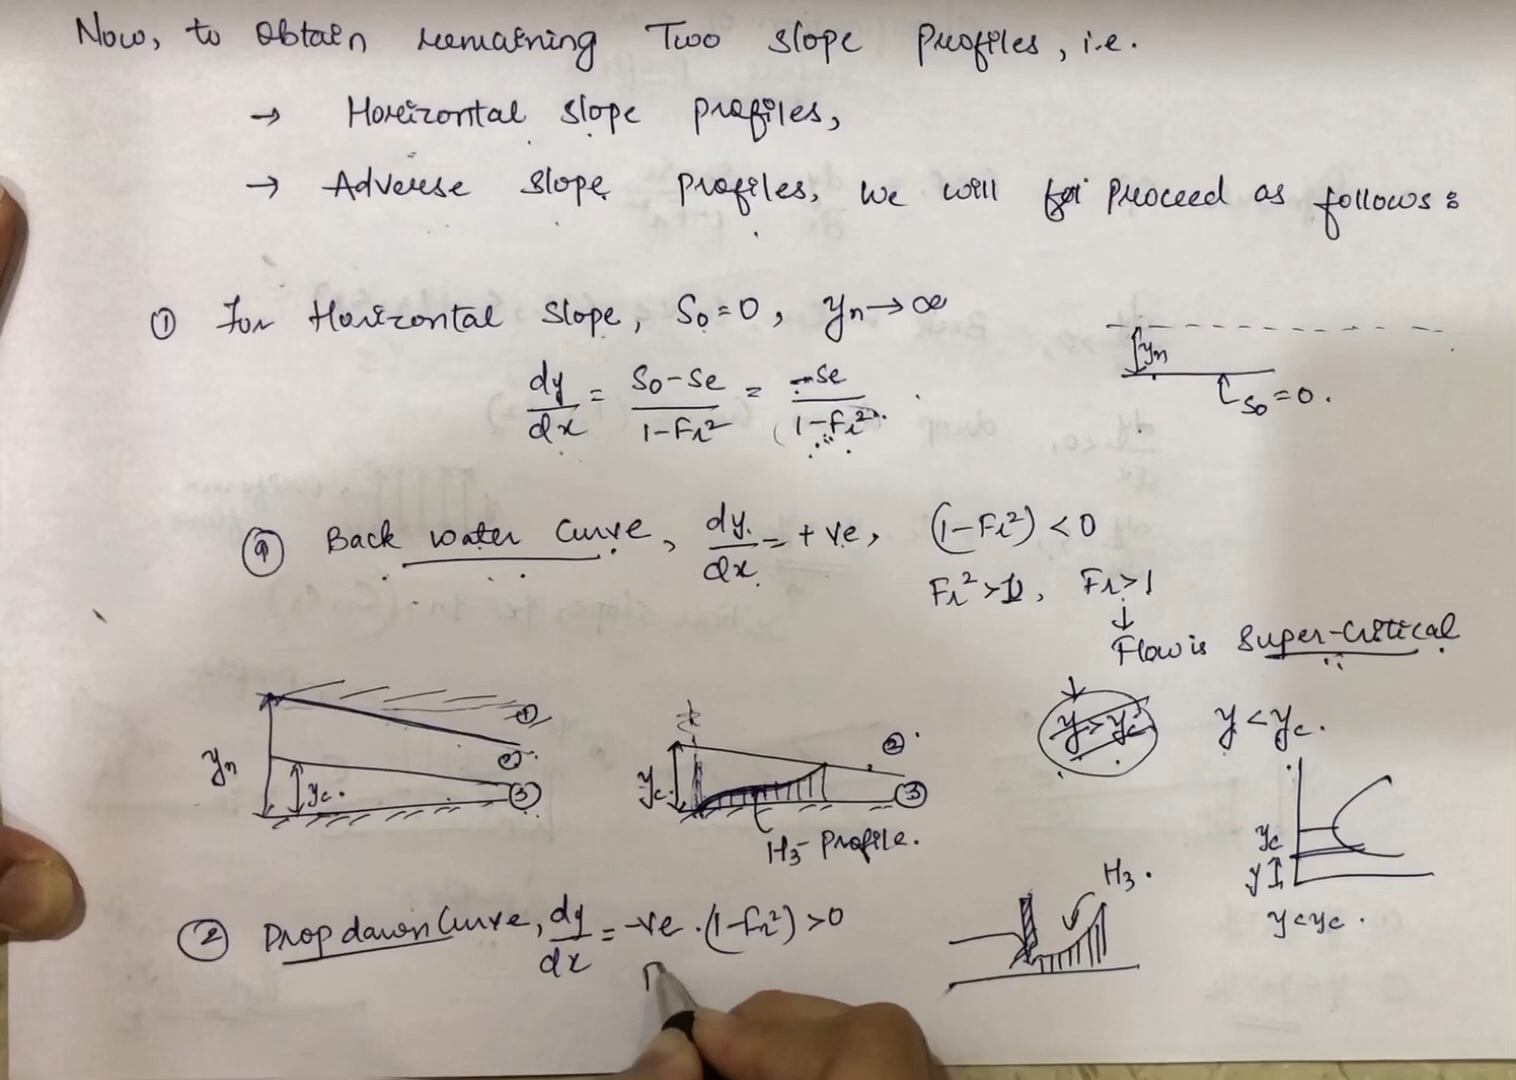 Now, to obtain remaining Two slope profiles, i.e.
→ Horizontal slope profiles,
→ Adverse slope profiles, we will proceed as follows:
① For Horizontal slope, S₀=0, yₙ→∞
yₙ
S₀=0.
dy/dx = (S₀-Se)/(1-Fr²) = -Se/(1-Fr²)
ⓐ Back water Curve, dy/dx = +ve, (1-Fr²) < 0
Fr²>1, Fr>1
↓
Flow is Super-Critical
y>yc y<yc.
yₙ yc. ① ② ③
yc ② ③
H₃-Profile.
yc
y
y<yc.
H₃.
② Drop down Curve, dy/dx = -ve. (1-Fr²)>0